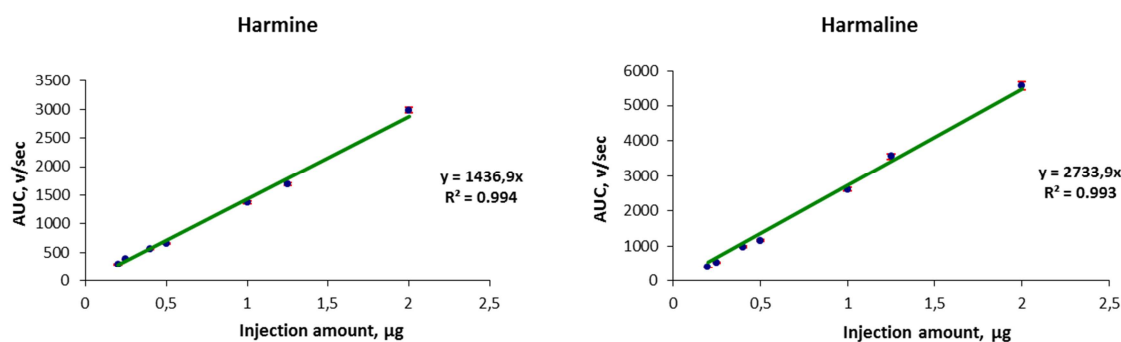 Harmine
3500
3000
2500
2000
1500
1000
500
0
AUC, v/sec
y = 1436,9x
R² = 0.994
0
0,5
1
1,5
2
2,5
Injection amount, µg
Harmaline
6000
5000
4000
3000
2000
1000
0
AUC, v/sec
y = 2733,9x
R² = 0.993
0
0,5
1
1,5
2
2,5
Injection amount, µg